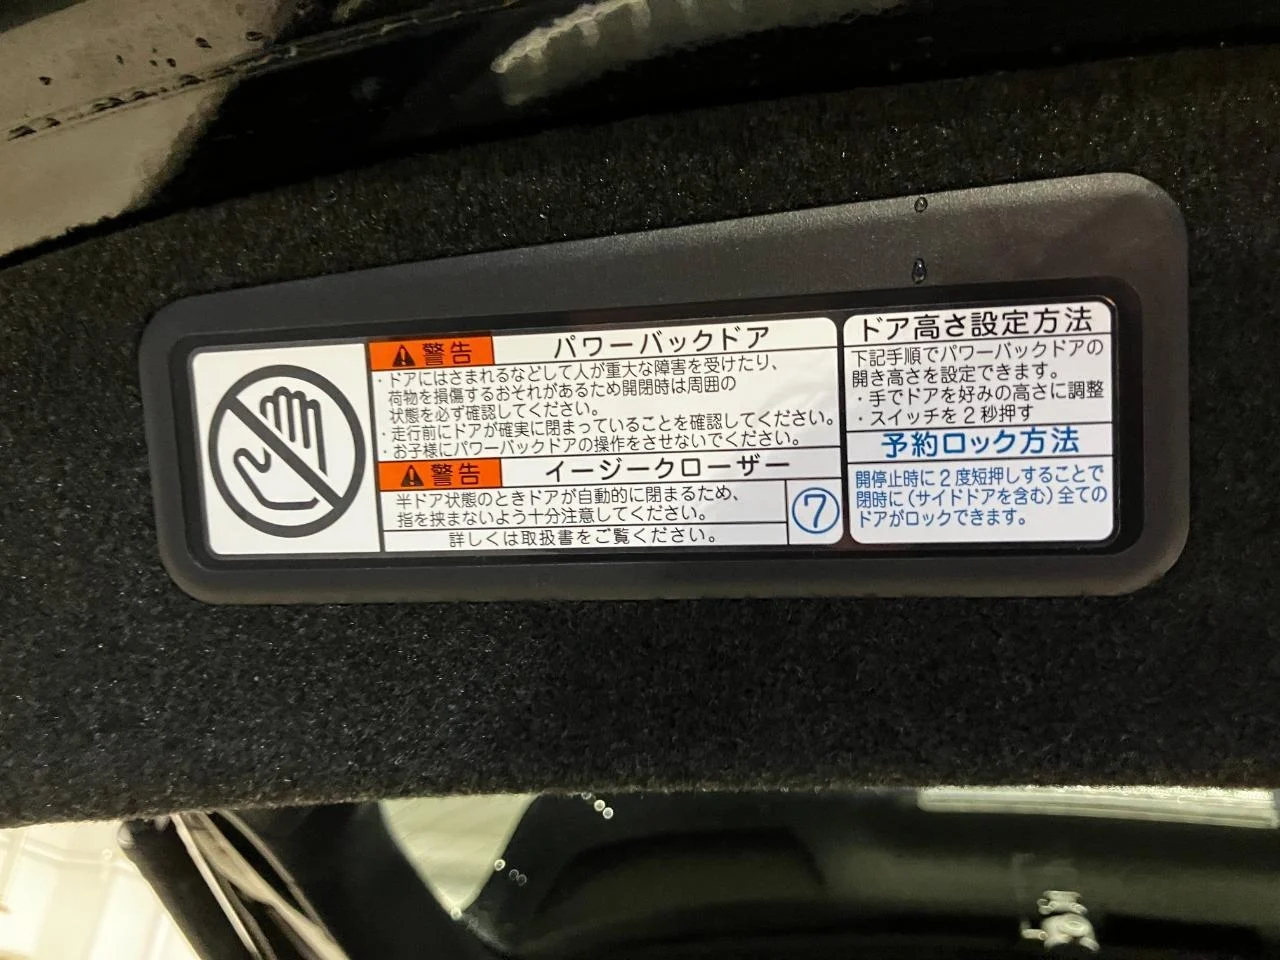 警告 パワーバックドア
・ドアにはさまれるなどして人が重大な障害を受けたり、
荷物を損傷するおそれがあるため開閉時は周囲の
状態を必ず確認してください。
・走行前にドアが確実に閉まっていることを確認してください。
・お子様にパワーバックドアの操作をさせないでください。
警告 イージークローザー
半ドア状態のときドアが自動的に閉まるため、
指を挟まないよう十分注意してください。
詳しくは取扱書をご覧ください。
⑦
ドア高さ設定方法
下記手順でパワーバックドアの
開き高さを設定できます。
・手でドアを好みの高さに調整
・スイッチを2秒押す
予約ロック方法
開停止時に2度短押しすることで
閉時に(サイドドアを含む)全ての
ドアがロックできます。